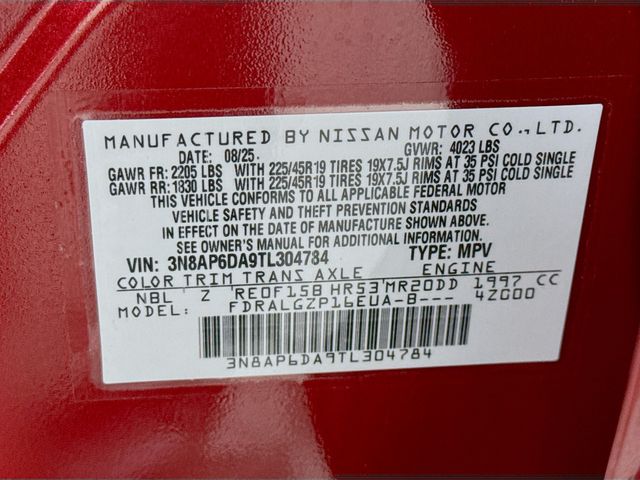 MANUFACTURED BY NISSAN MOTOR CO., LTD.
DATE: 08/25. GVWR: 4023 LBS
GAWR FR: 2205 LBS WITH 225/45R19 TIRES 19X7.5J RIMS AT 35 PSI COLD SINGLE
GAWR RR: 1830 LBS WITH 225/45R19 TIRES 19X7.5J RIMS AT 35 PSI COLD SINGLE
THIS VEHICLE CONFORMS TO ALL APPLICABLE FEDERAL MOTOR
VEHICLE SAFETY AND THEFT PREVENTION STANDARDS
IN EFFECT ON THE DATE OF MANUFACTURE SHOWN ABOVE.
SEE OWNER'S MANUAL FOR ADDITIONAL INFORMATION.
VIN: 3N8AP6DA9TL304784 TYPE: MPV
COLOR TRIM TRANS AXLE ENGINE
NBL Z RE0F15B HR53 MR20DD 1997 CC
MODEL: FDRALGZP16EUA-B--- 4Z000
3N8AP6DA9TL304784